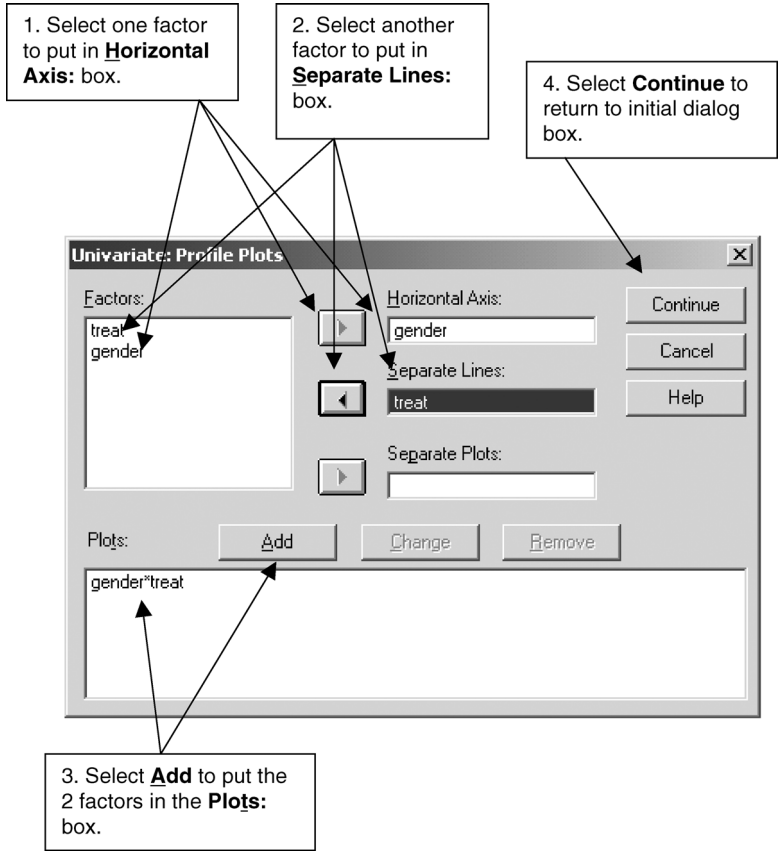 1. Select one factor
to put in Horizontal
Axis: box.
2. Select another
factor to put in
Separate Lines:
box.
4. Select Continue to
return to initial dialog
box.
Univariate: Profile Plots
Factors:
treat
gender
Horizontal Axis:
gender
Separate Lines:
treat
Separate Plots:
Continue
Cancel
Help
Plots:
Add
Change
Remove
gender*treat
3. Select Add to put the
2 factors in the Plots:
box.